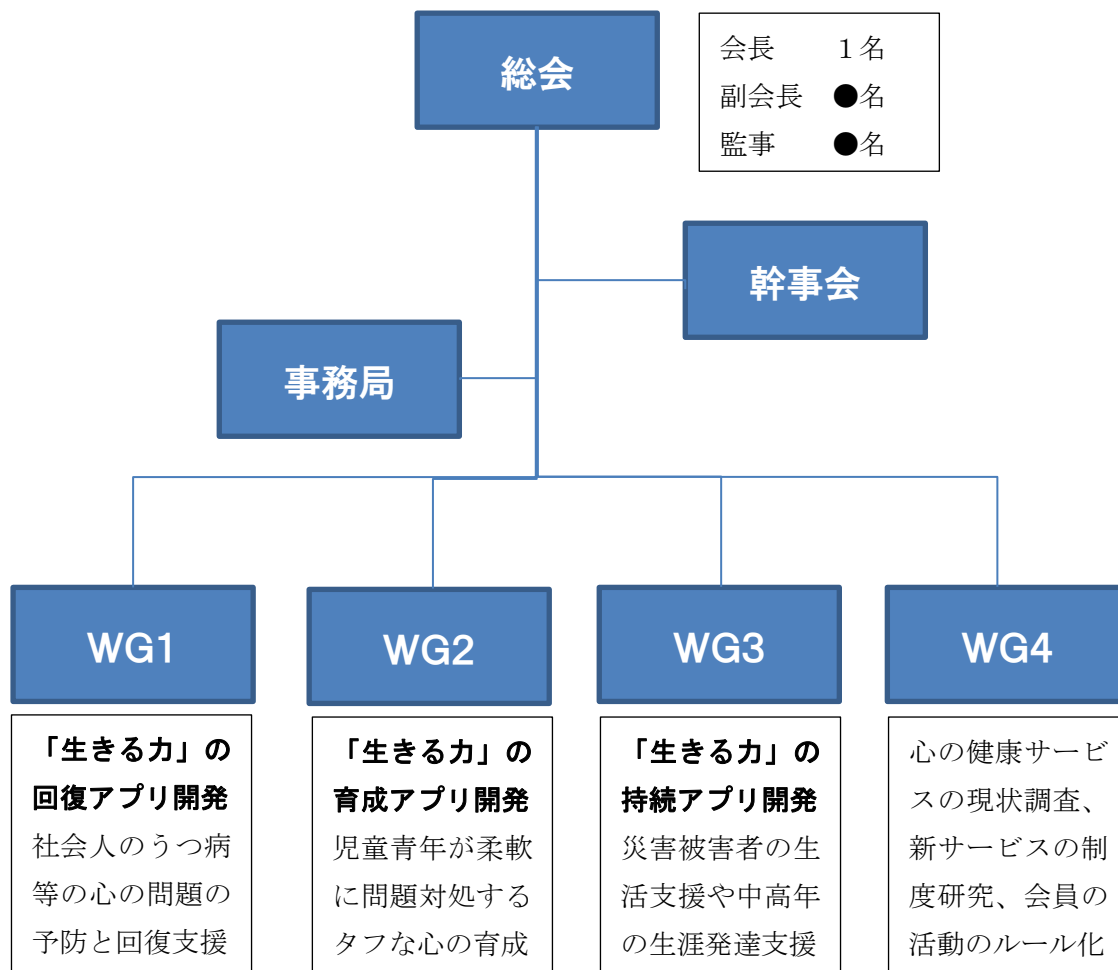 総会
会長　　１名
副会長　●名
監事　　●名
幹事会
事務局
WG1
WG2
WG3
WG4
「生きる力」の
回復アプリ開発
社会人のうつ病
等の心の問題の
予防と回復支援
「生きる力」の
育成アプリ開発
児童青年が柔軟
に問題対処する
タフな心の育成
「生きる力」の
持続アプリ開発
災害被害者の生
活支援や中高年
の生涯発達支援
心の健康サービ
スの現状調査、
新サービスの制
度研究、会員の
活動のルール化